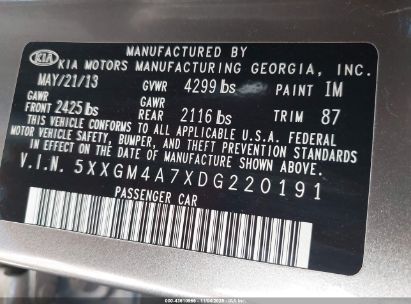 KIA
MANUFACTURED BY
KIA MOTORS MANUFACTURING GEORGIA, INC.
MAY/21/13 GVWR 4299 lbs PAINT IM
GAWR FRONT 2425 lbs GAWR REAR 2116 lbs TRIM 87
THIS VEHICLE CONFORMS TO ALL APPLICABLE U.S.A. FEDERAL
MOTOR VEHICLE SAFETY, BUMPER, AND THEFT PREVENTION STANDARDS
IN EFFECT ON THE DATE OF MANUFACTURE SHOWN ABOVE.
V.I.N. 5XXGM4A7XDG220191
PASSENGER CAR